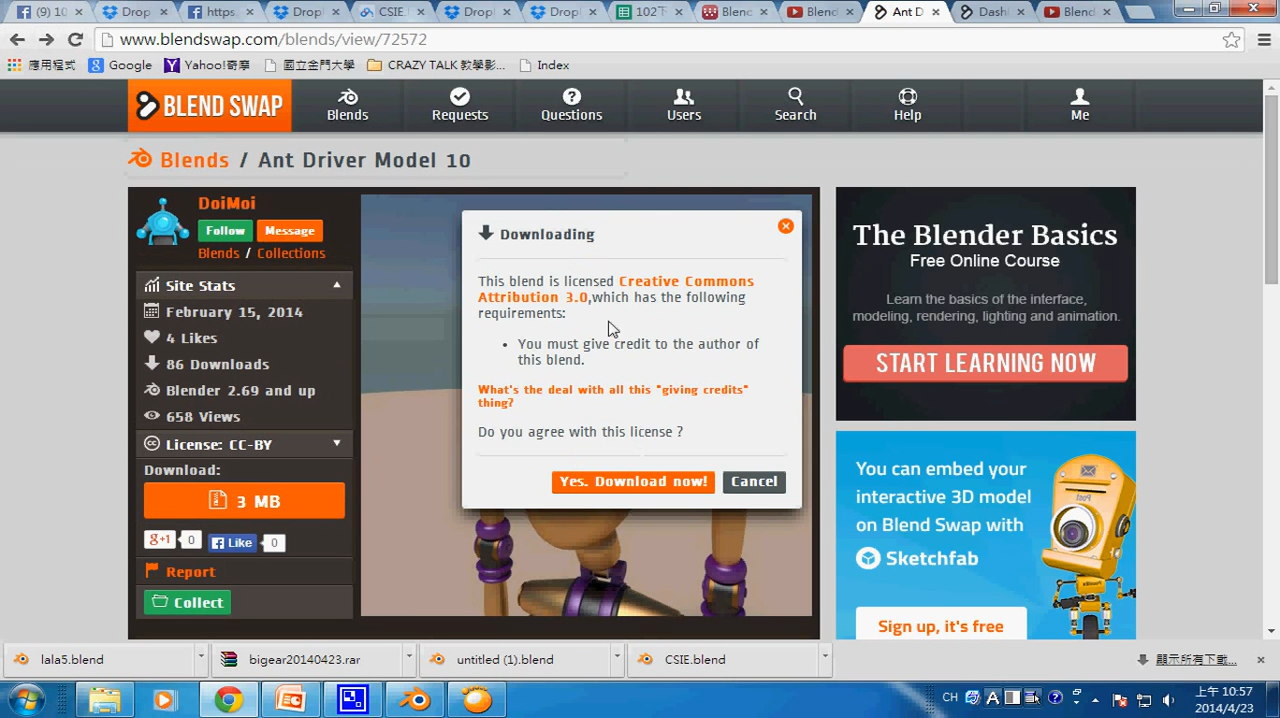 (9) 10
Drop
https
Drop
CSIE
Drop
Drop
102下
Blenc
Blend
Ant D
Dash
Blend
www.blendswap.com/blends/view/72572
應用程式
Google
Yahoo!奇摩
國立金門大學
CRAZY TALK 教學影...
Index
BLEND SWAP
Blends
Requests
Questions
Users
Search
Help
Me
Blends / Ant Driver Model 10
DoiMoi
Follow
Message
Blends / Collections
Site Stats
February 15, 2014
4 Likes
86 Downloads
Blender 2.69 and up
658 Views
License: CC-BY
Download:
3 MB
g+1
0
Like
0
Report
Collect
Downloading
This blend is licensed Creative Commons
Attribution 3.0,which has the following
requirements:
• You must give credit to the author of
this blend.
What's the deal with all this "giving credits"
thing?
Do you agree with this license ?
Yes. Download now!
Cancel
The Blender Basics
Free Online Course
Learn the basics of the interface,
modeling, rendering, lighting and animation.
START LEARNING NOW
You can embed your
interactive 3D model
on Blend Swap with
Sketchfab
Sign up, it's free
lala5.blend
bigear20140423.rar
untitled (1).blend
CSIE.blend
顯示所有下載...
CH
A
上午 10:57
2014/4/23